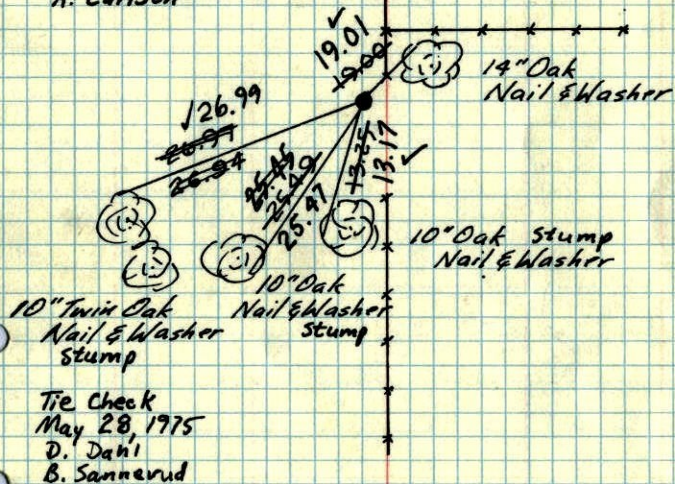 A. Carlson
✓
19.01
19.00
14" Oak
Nail & Washer
✓26.99
26.97
26.94
25.45
25.49
25.47
13.25
13.17 ✓
10" Oak Stump
Nail & Washer
10" Oak
Nail & Washer
Stump
10" Twin Oak
Nail & Washer
Stump
Tie Check
May 28, 1975
D. Dahl
B. Sannerud